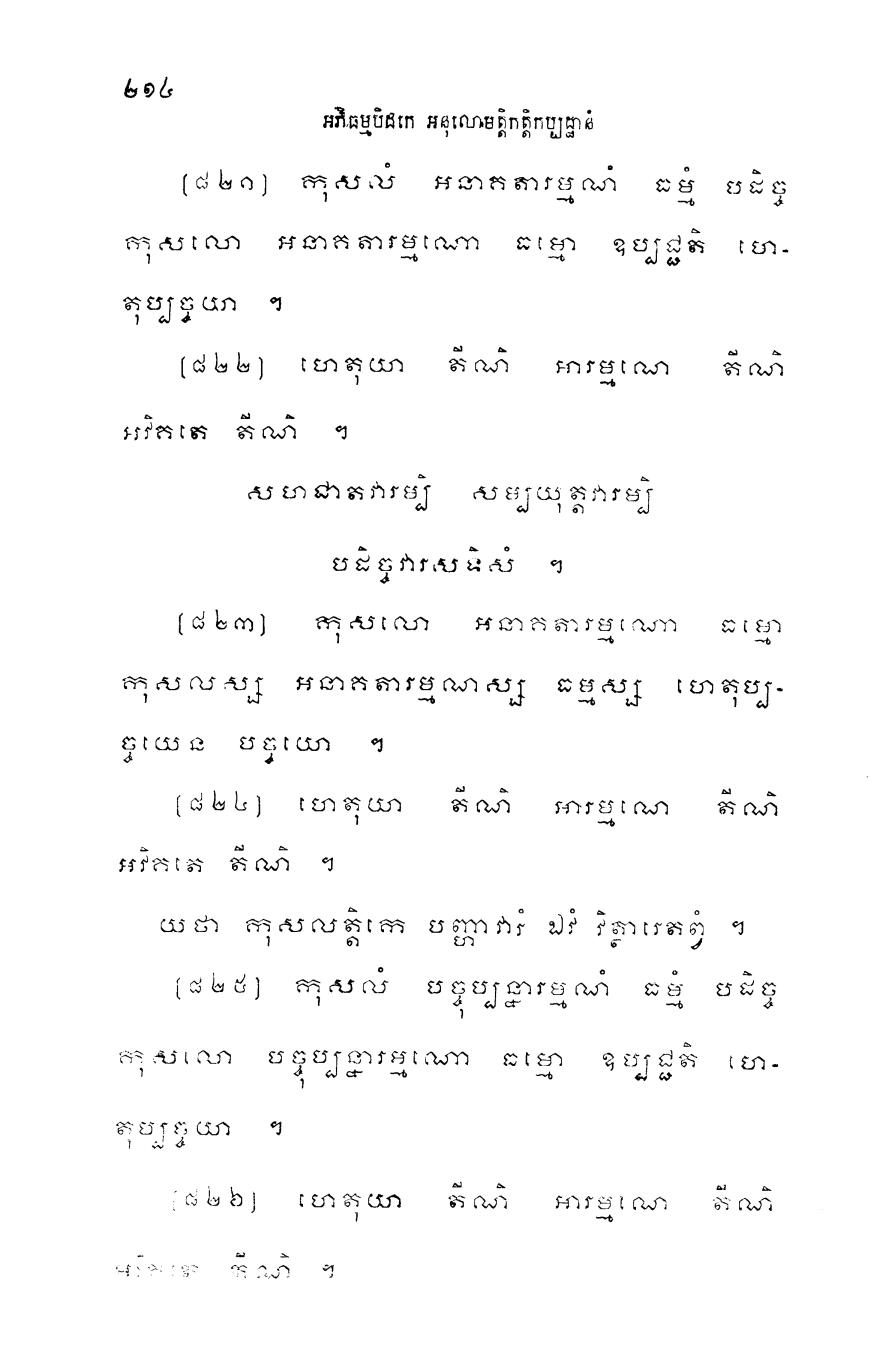 ២១៤
អភិធម្មបិដកេ អនុលោមត្តិកត្តិកប្បដ្ឋានំ
[៨២១] កុសលំ អនាគតារម្មណំ ធម្មំ បដិច្ច
កុសលោ អនាគតារម្មណោ ធម្មោ ឧប្បជ្ជតិ ហេ-
តុប្បច្ចយា ។
[៨២២] ហេតុយា តីណិ អារម្មណេ តីណិ
អវិគតេ តីណិ ។
សហជាតវារម្បិ សម្បយុត្តវារម្បិ
បដិច្ចវារសទិសំ ។
[៨២៣] កុសលោ អនាគតារម្មណោ ធម្មោ
កុសលស្ស អនាគតារម្មណស្ស ធម្មស្ស ហេតុប្ប-
ច្ចយេន បច្ចយោ ។
[៨២៤] ហេតុយា តីណិ អារម្មណេ តីណិ
អវិគតេ តីណិ ។
យថា កុសលត្តិកេ បញ្ហាវារំ ឯវំ វិត្ថារេតព្វំ ។
[៨២៥] កុសលំ បច្ចុប្បន្នារម្មណំ ធម្មំ បដិច្ច
កុសលោ បច្ចុប្បន្នារម្មណោ ធម្មោ ឧប្បជ្ជតិ ហេ-
តុប្បច្ចយា ។
[៨២៦] ហេតុយា តីណិ អារម្មណេ តីណិ
អវិគតេ តីណិ ។